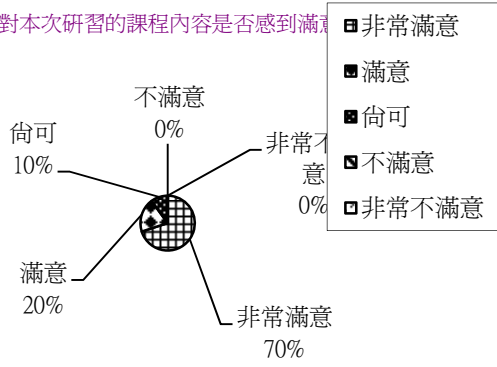 對本次研習的課程內容是否感到滿意
非常滿意
滿意
尚可
不滿意
非常不滿意
不滿意
0%
尚可
10%
非常不
意
0%
滿意
20%
非常滿意
70%